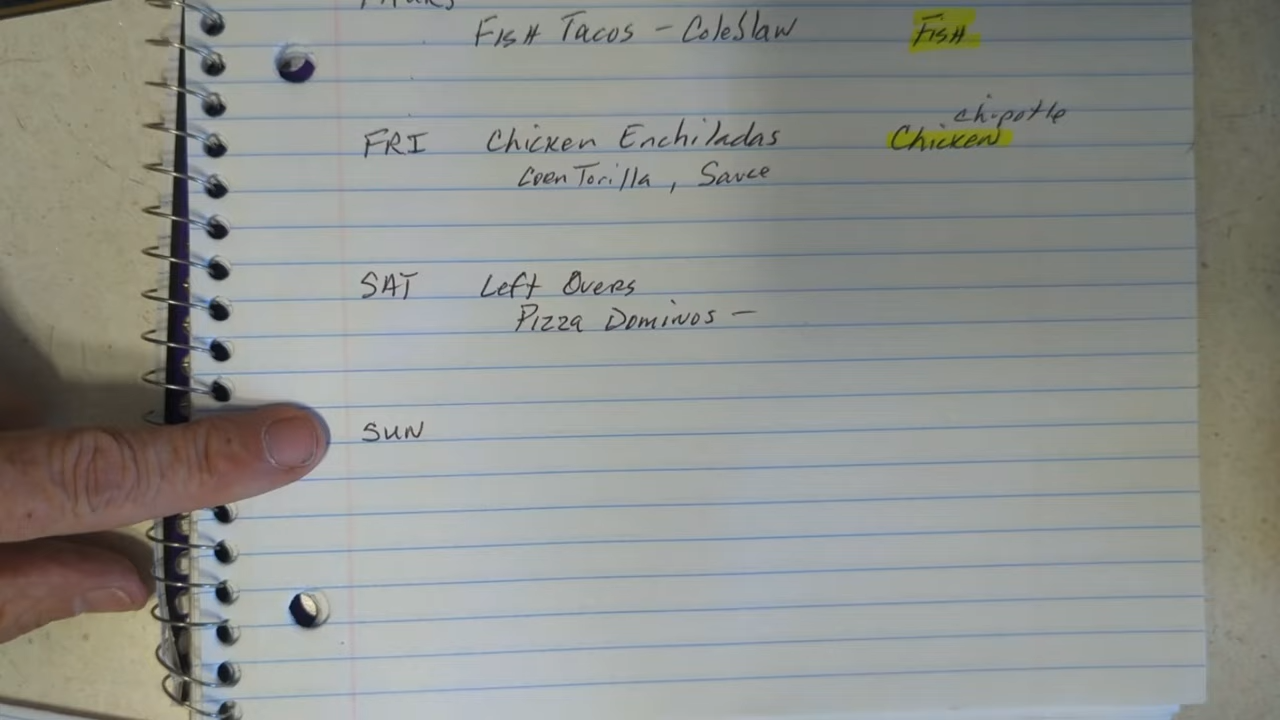 Fish Tacos - Coleslaw Fish
chipotle
FRI Chicken Enchiladas Chicken
Corn Torilla, Sauce
SAT Left Overs
Pizza Dominos -
SUN